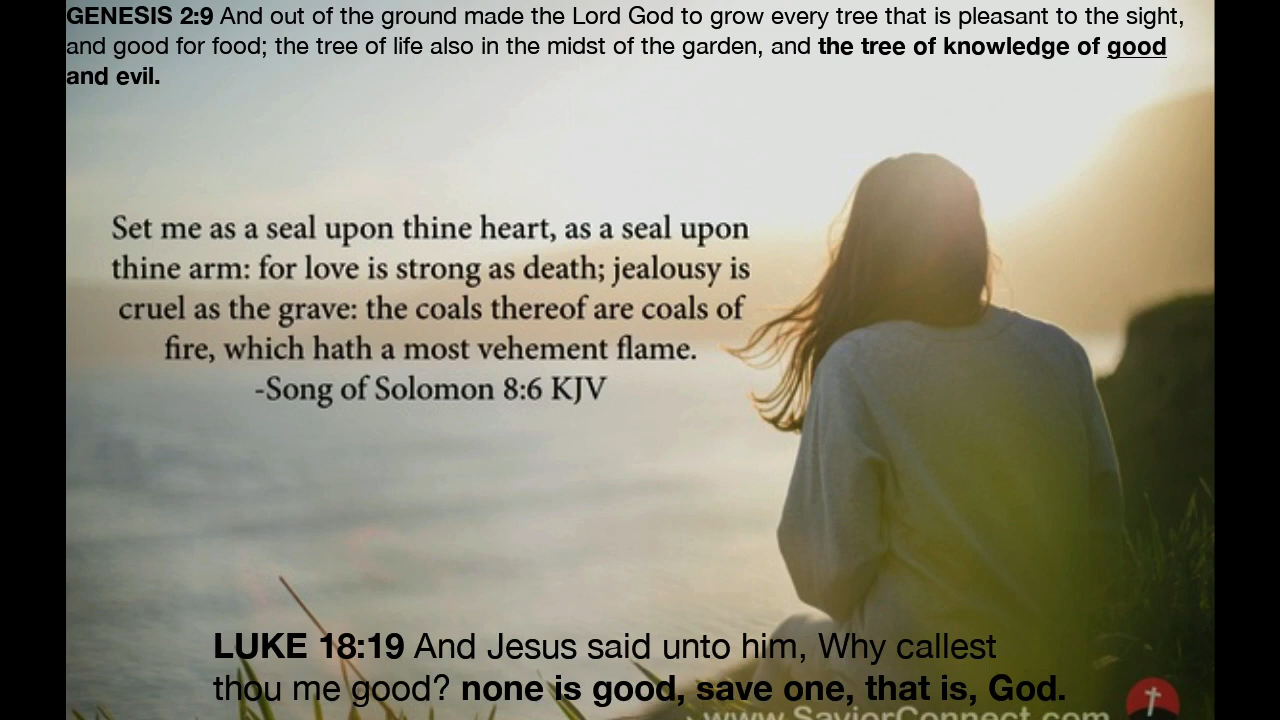 GENESIS 2:9 And out of the ground made the Lord God to grow every tree that is pleasant to the sight,
and good for food; the tree of life also in the midst of the garden, and the tree of knowledge of good
and evil.
Set me as a seal upon thine heart, as a seal upon
thine arm: for love is strong as death; jealousy is
cruel as the grave: the coals thereof are coals of
fire, which hath a most vehement flame.
-Song of Solomon 8:6 KJV
LUKE 18:19 And Jesus said unto him, Why callest
thou me good? none is good, save one, that is, God.
www.SaviorConnect.com